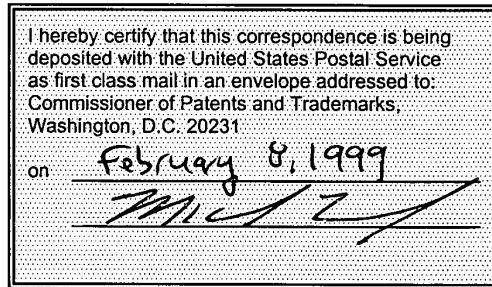 I hereby certify that this correspondence is being
deposited with the United States Postal Service
as first class mail in an envelope addressed to:
Commissioner of Patents and Trademarks,
Washington, D.C. 20231
on February 8, 1999